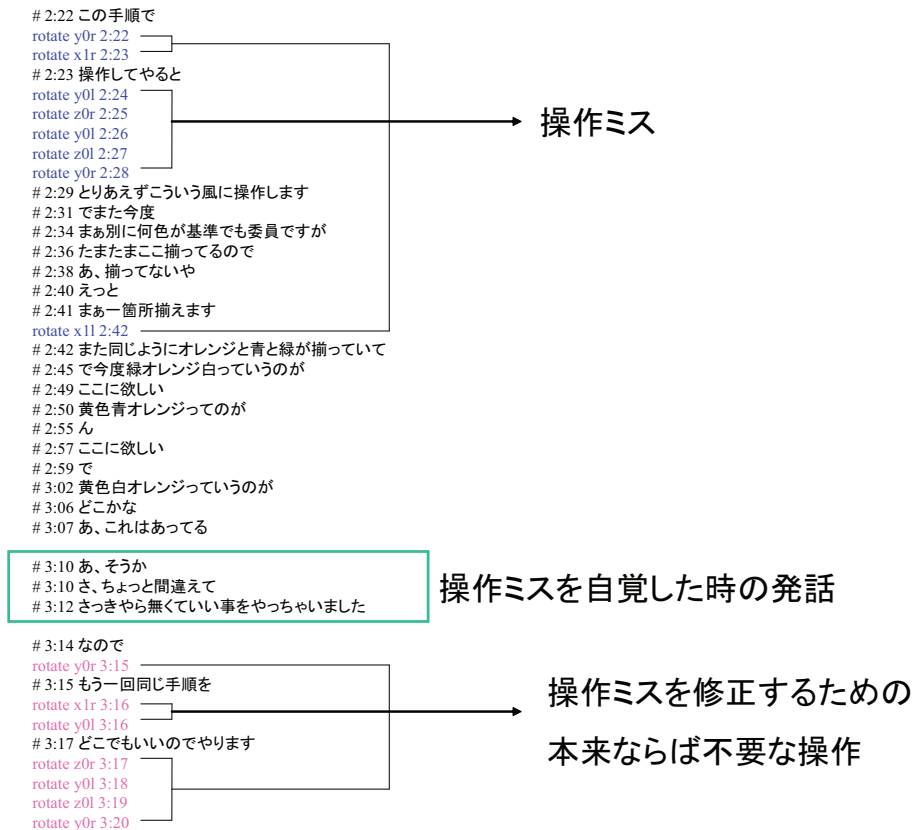 # 2:22 この手順で
rotate y0r 2:22
rotate x1r 2:23
# 2:23 操作してやると
rotate y0l 2:24
rotate z0r 2:25
rotate y0l 2:26
rotate z0l 2:27
rotate y0r 2:28
操作ミス
# 2:29 とりあえずこういう風に操作します
# 2:31 でまた今度
# 2:34 まぁ別に何色が基準でも委員ですが
# 2:36 たまたまここ揃ってるので
# 2:38 あ、揃ってないや
# 2:40 えっと
# 2:41 まぁ一箇所揃えます
rotate x1l 2:42
# 2:42 また同じようにオレンジと青と緑が揃っていて
# 2:45 で今度緑オレンジ白っていうのが
# 2:49 ここに欲しい
# 2:50 黄色青オレンジってのが
# 2:55 ん
# 2:57 ここに欲しい
# 2:59 で
# 3:02 黄色白オレンジっていうのが
# 3:06 どこかな
# 3:07 あ、これはあってる
# 3:10 あ、そうか
# 3:10 さ、ちょっと間違えて
# 3:12 さっきやら無くていい事をやっちゃいました
操作ミスを自覚した時の発話
# 3:14 なので
rotate y0r 3:15
# 3:15 もう一回同じ手順を
rotate x1r 3:16
rotate y0l 3:16
# 3:17 どこでもいいのでやります
rotate z0r 3:17
rotate y0l 3:18
rotate z0l 3:19
rotate y0r 3:20
操作ミスを修正するための
本来ならば不要な操作